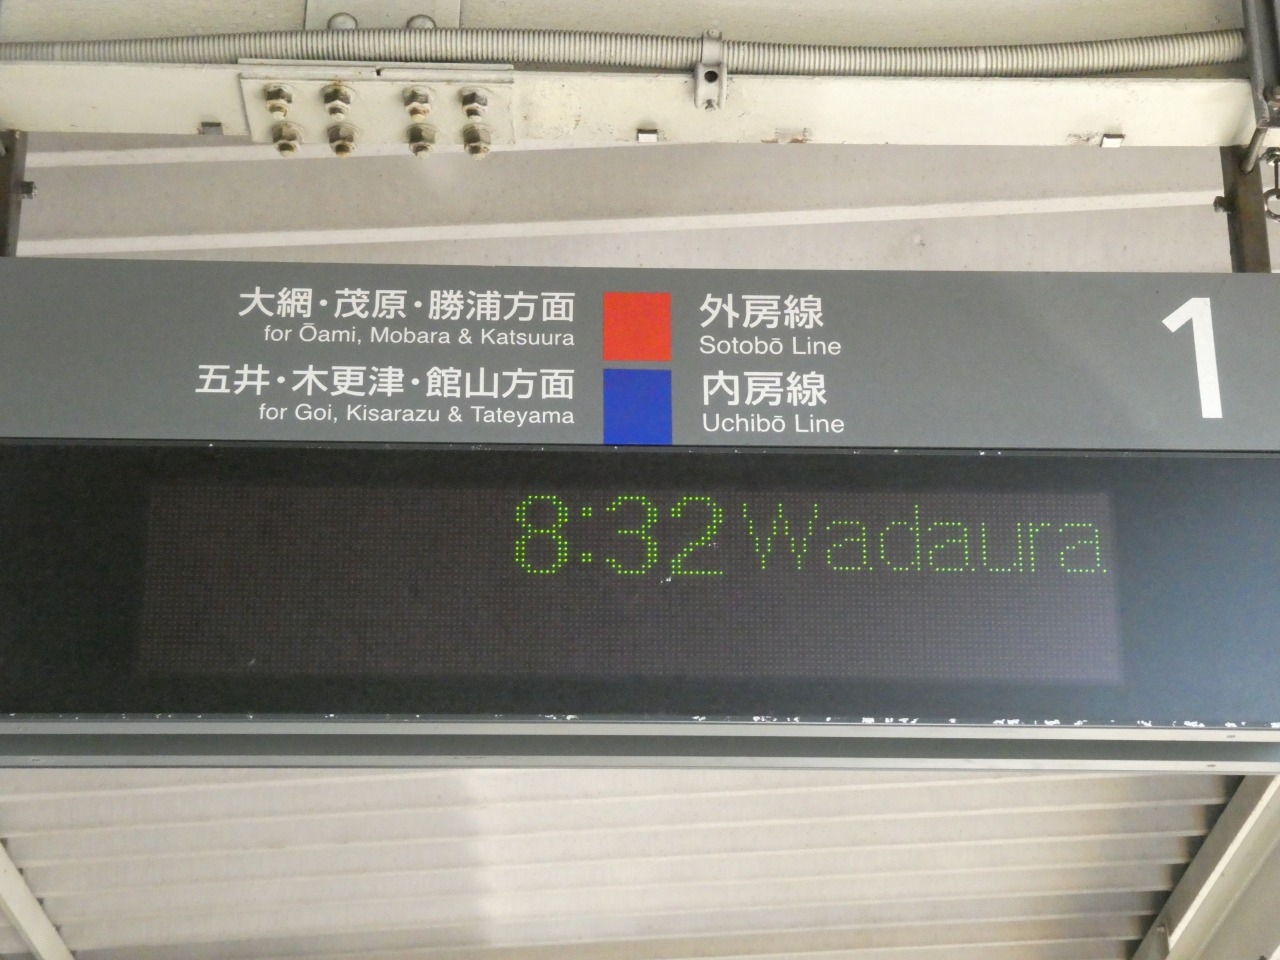 大網・茂原・勝浦方面
for Ōami, Mobara & Katsuura
五井・木更津・館山方面
for Goi, Kisarazu & Tateyama
外房線
Sotobō Line
内房線
Uchibō Line
1
8:32 Wadaura